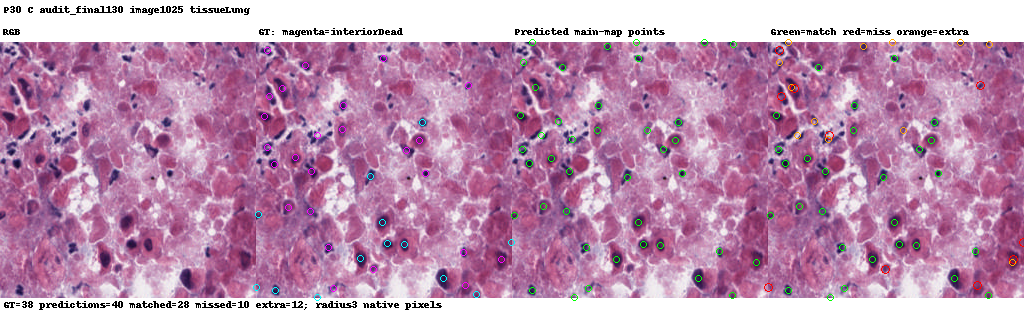 P30 C audit_final130 image1025 tissueLung
RGB
GT: magenta=interiorDead
Predicted main-map points
Green=match red=miss orange=extra
GT=38 predictions=40 matched=28 missed=10 extra=12; radius3 native pixels